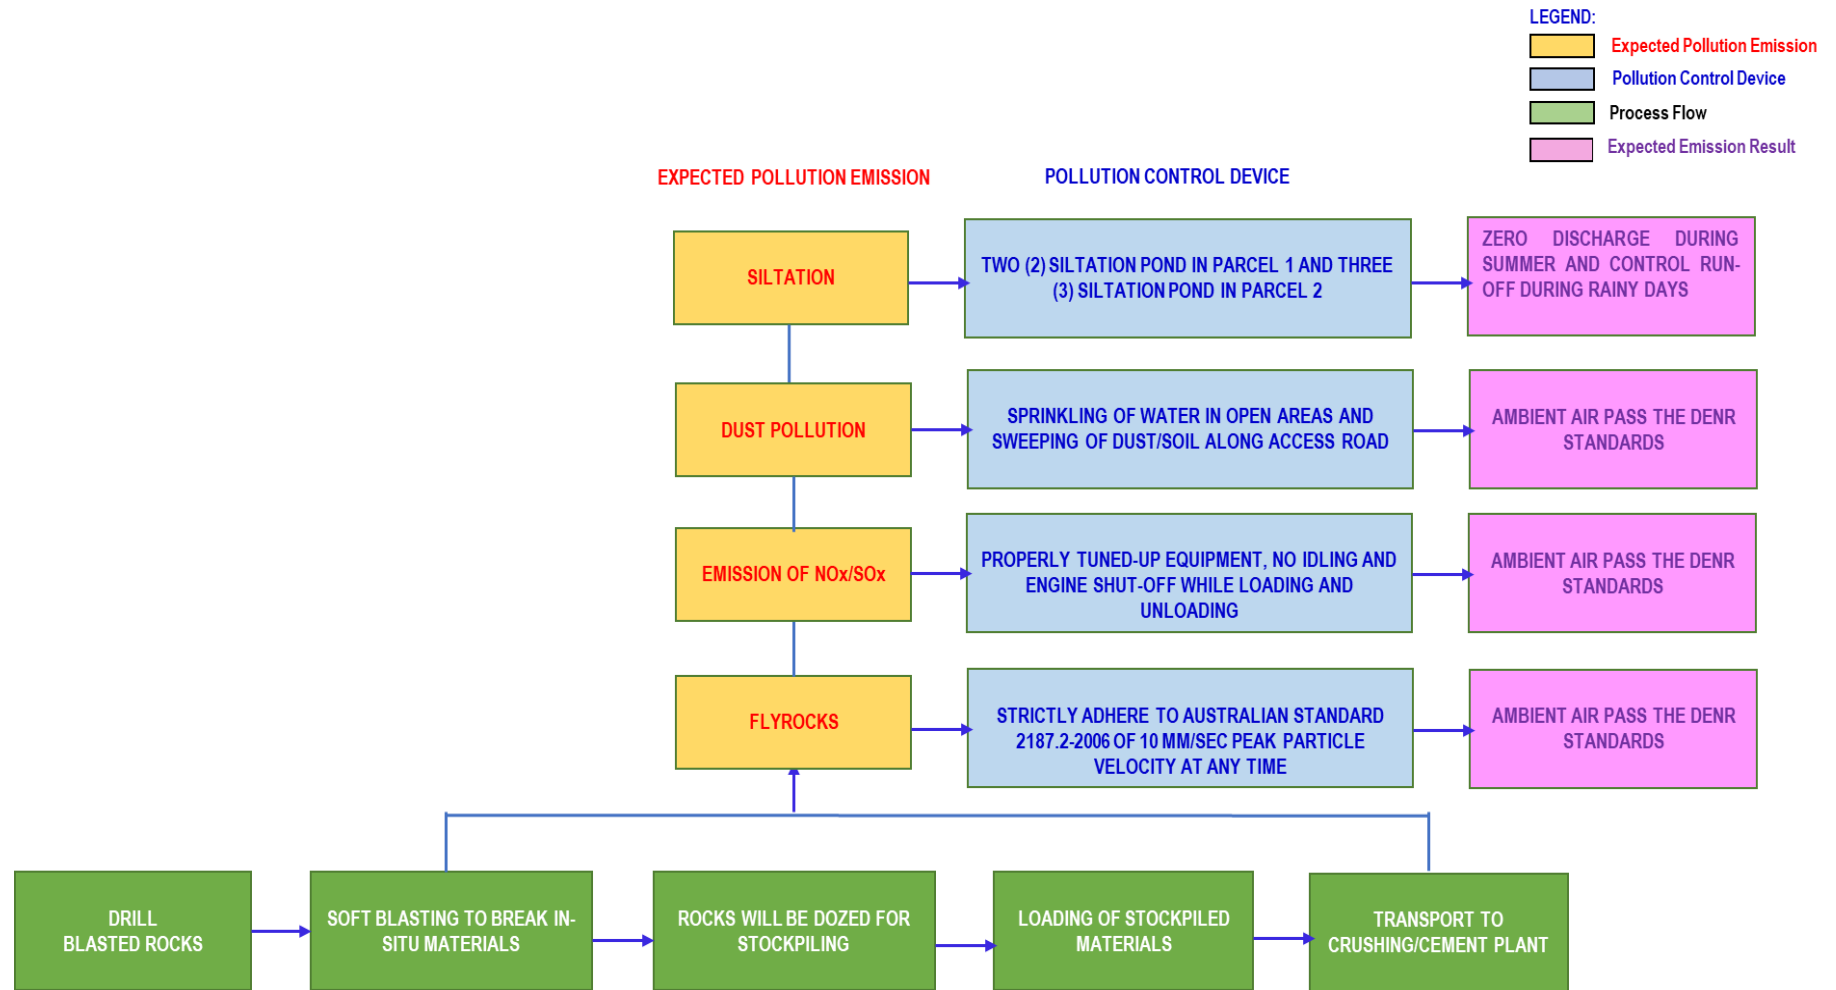 LEGEND:
Expected Pollution Emission
Pollution Control Device
Process Flow
Expected Emission Result
EXPECTED POLLUTION EMISSION
POLLUTION CONTROL DEVICE
SILTATION
TWO (2) SILTATION POND IN PARCEL 1 AND THREE
(3) SILTATION POND IN PARCEL 2
ZERO DISCHARGE DURING
SUMMER AND CONTROL RUN-
OFF DURING RAINY DAYS
DUST POLLUTION
SPRINKLING OF WATER IN OPEN AREAS AND
SWEEPING OF DUST/SOIL ALONG ACCESS ROAD
AMBIENT AIR PASS THE DENR
STANDARDS
EMISSION OF NOx/SOx
PROPERLY TUNED-UP EQUIPMENT, NO IDLING AND
ENGINE SHUT-OFF WHILE LOADING AND
UNLOADING
AMBIENT AIR PASS THE DENR
STANDARDS
FLYROCKS
STRICTLY ADHERE TO AUSTRALIAN STANDARD
2187.2-2006 OF 10 MM/SEC PEAK PARTICLE
VELOCITY AT ANY TIME
AMBIENT AIR PASS THE DENR
STANDARDS
DRILL
BLASTED ROCKS
SOFT BLASTING TO BREAK IN-
SITU MATERIALS
ROCKS WILL BE DOZED FOR
STOCKPILING
LOADING OF STOCKPILED
MATERIALS
TRANSPORT TO
CRUSHING/CEMENT PLANT